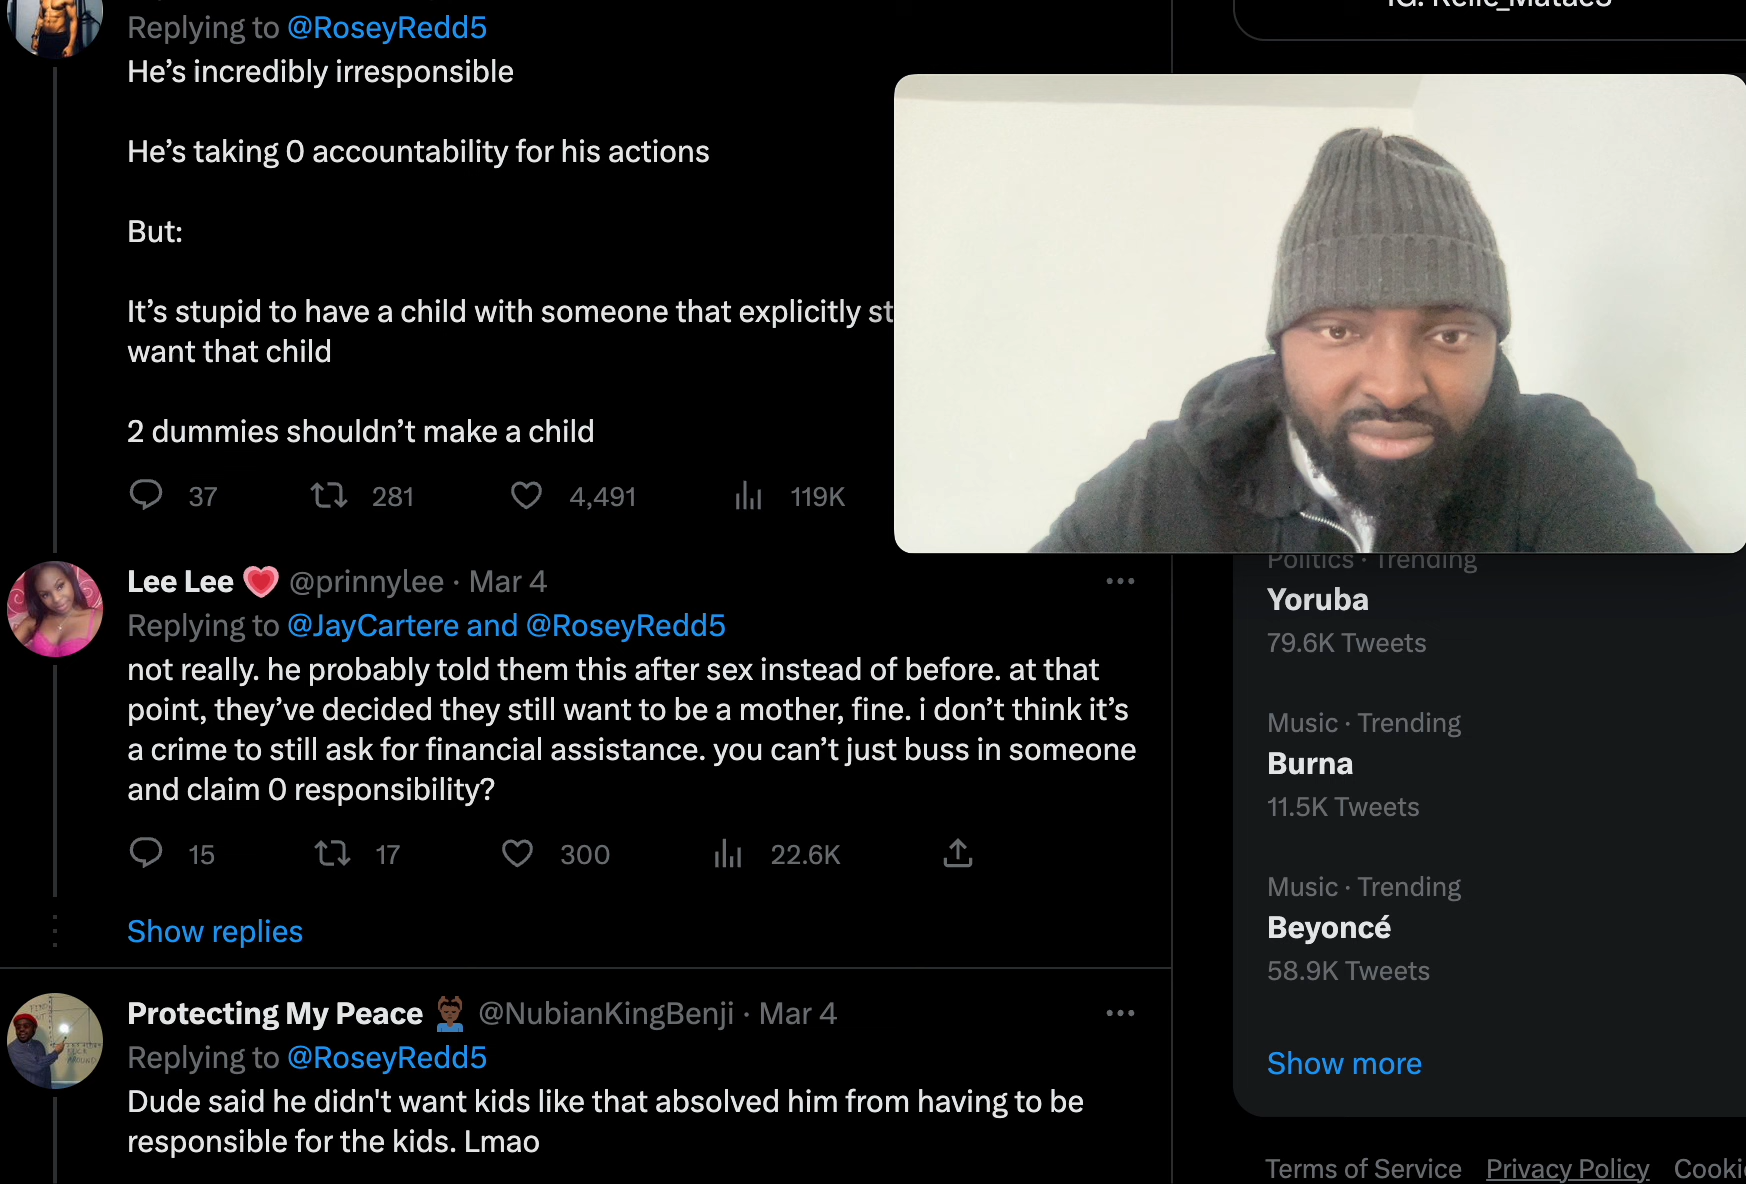 Replying to @RoseyRedd5
He’s incredibly irresponsible
He’s taking 0 accountability for his actions
But:
It’s stupid to have a child with someone that explicitly st
want that child
2 dummies shouldn’t make a child
37 281 4,491 119K
Lee Lee @prinnylee · Mar 4
Replying to @JayCartere and @RoseyRedd5
not really. he probably told them this after sex instead of before. at that
point, they’ve decided they still want to be a mother, fine. i don’t think it’s
a crime to still ask for financial assistance. you can’t just buss in someone
and claim 0 responsibility?
15 17 300 22.6K
Show replies
Protecting My Peace @NubianKingBenji · Mar 4
Replying to @RoseyRedd5
Dude said he didn't want kids like that absolved him from having to be
responsible for the kids. Lmao
Politics · Trending
Yoruba
79.6K Tweets
Music · Trending
Burna
11.5K Tweets
Music · Trending
Beyoncé
58.9K Tweets
Show more
Terms of Service Privacy Policy Cooki